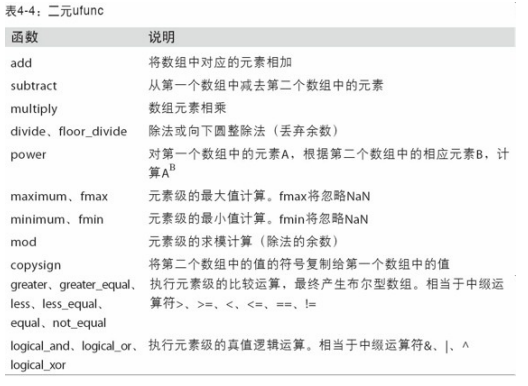 表4-4：二元ufunc
函数 说明
add 将数组中对应的元素相加
subtract 从第一个数组中减去第二个数组中的元素
multiply 数组元素相乘
divide、floor_divide 除法或向下圆整除法（丢弃余数）
power 对第一个数组中的元素A，根据第二个数组中的相应元素B，计
算A^B
maximum、fmax 元素级的最大值计算。fmax将忽略NaN
minimum、fmin 元素级的最小值计算。fmin将忽略NaN
mod 元素级的求模计算（除法的余数）
copysign 将第二个数组中的值的符号复制给第一个数组中的值
greater、greater_equal、 执行元素级的比较运算，最终产生布尔型数组。相当于中缀运
less、less_equal、 算符>、>=、<、<=、==、!=
equal、not_equal
logical_and、logical_or、 执行元素级的真值逻辑运算。相当于中缀运算符&、|、^
logical_xor